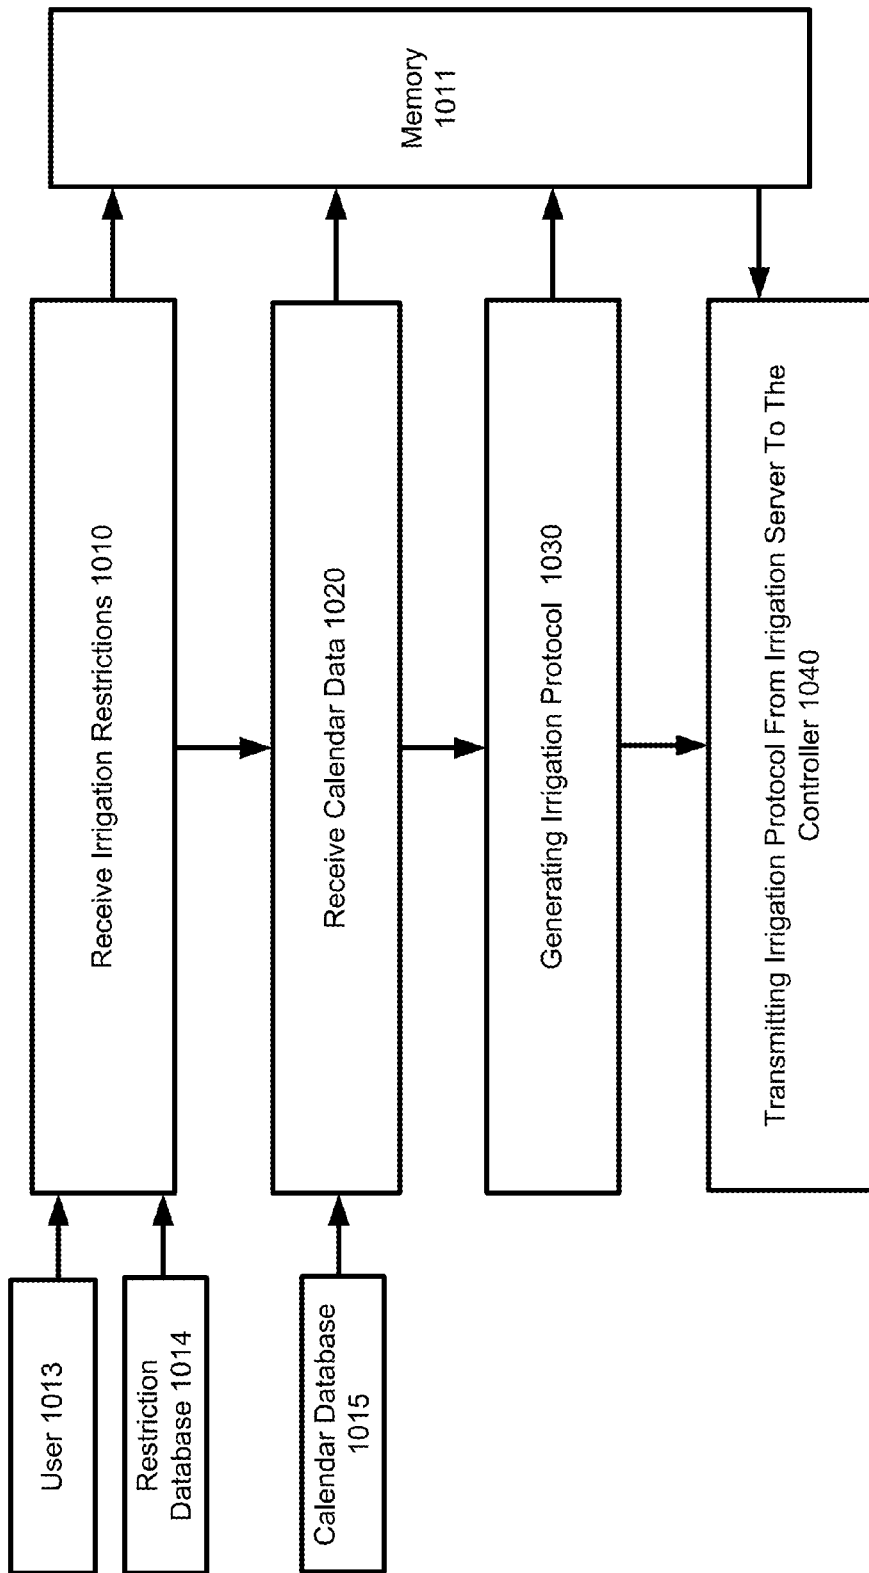 User 1013
Restriction
Database 1014
Calendar Database
1015
Receive Irrigation Restrictions 1010
Receive Calendar Data 1020
Generating Irrigation Protocol 1030
Transmitting Irrigation Protocol From Irrigation Server To The
Controller 1040
Memory
1011